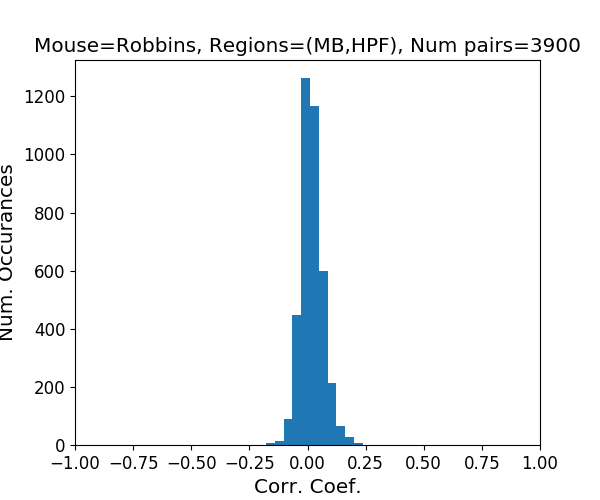 Mouse=Robbins, Regions=(MB,HPF), Num pairs=3900
Num. Occurances
1200
1000
800
600
400
200
0
−1.00 −0.75 −0.50 −0.25 0.00 0.25 0.50 0.75 1.00
Corr. Coef.